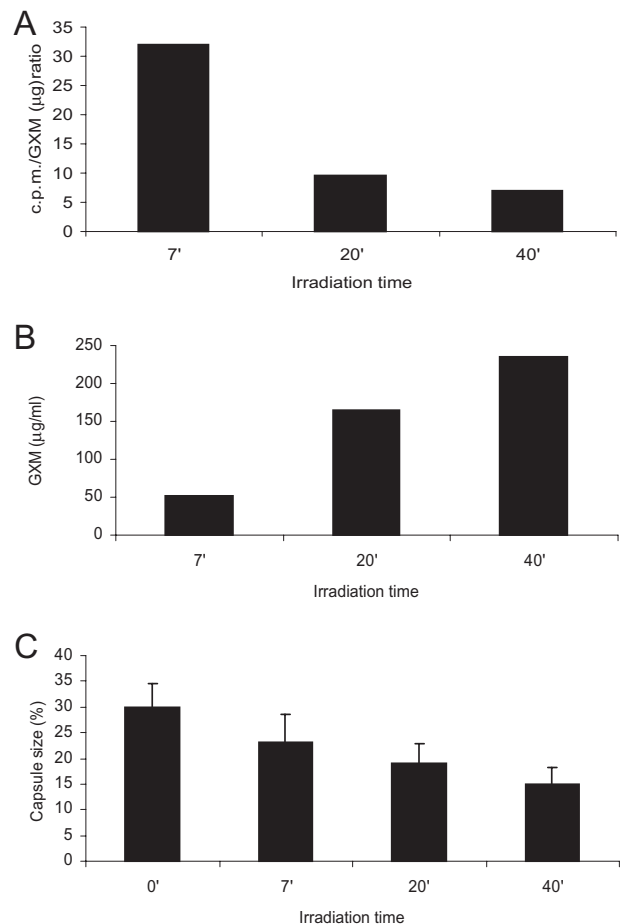 A
c.p.m./GXM (µg)ratio
35
30
25
20
15
10
5
0
7' 20' 40'
Irradiation time
B
GXM (µg/ml)
250
200
150
100
50
0
7' 20' 40'
Irradiation time
C
Capsule size (%)
40
35
30
25
20
15
10
5
0
0' 7' 20' 40'
Irradiation time